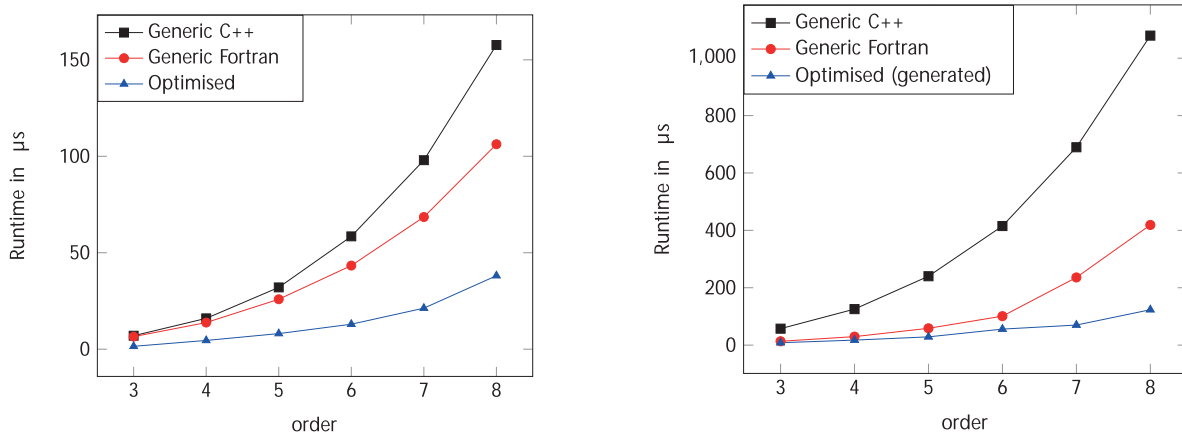 Generic C++
Generic Fortran
Optimised
150
100
50
0
Runtime in µs
3 4 5 6 7 8
order
Generic C++
Generic Fortran
Optimised (generated)
1,000
800
600
400
200
0
Runtime in µs
3 4 5 6 7 8
order